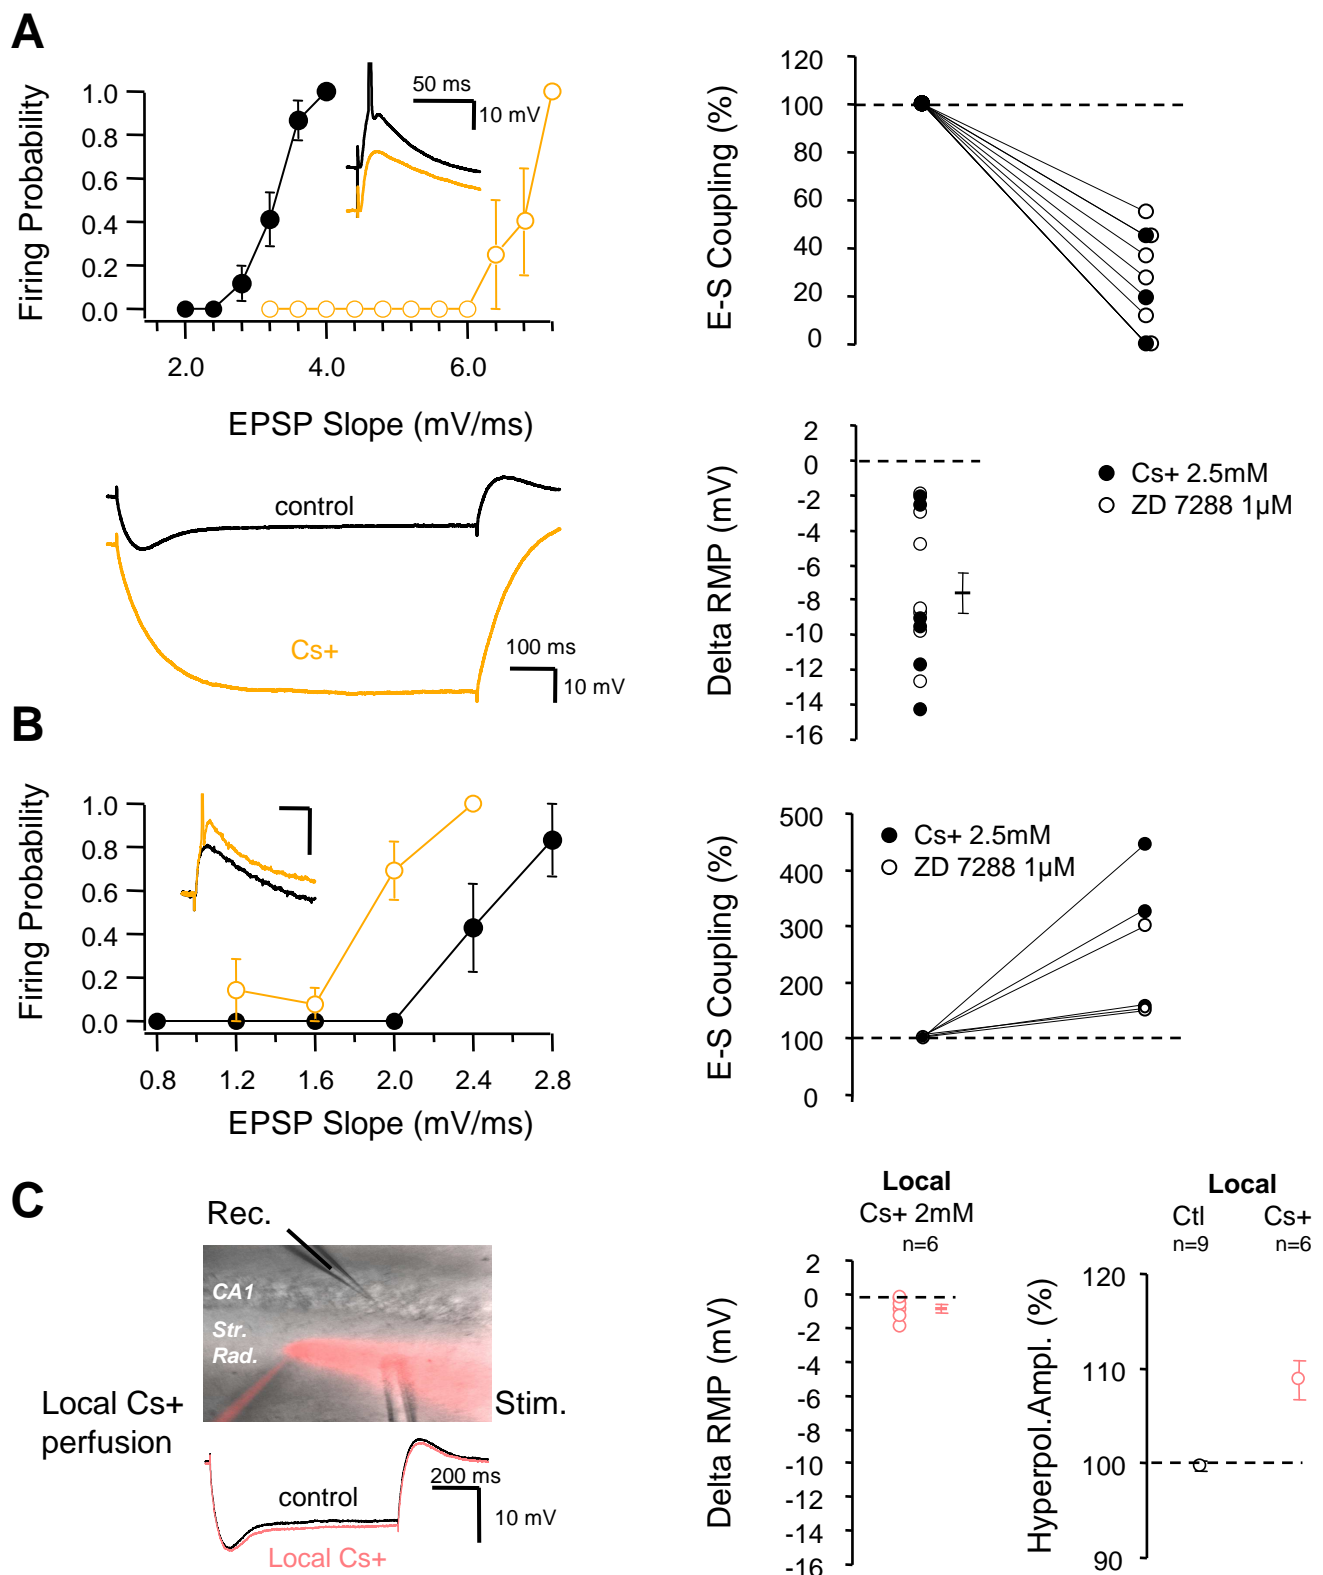 A
Firing Probability
1.0
0.8
0.6
0.4
0.2
0.0
50 ms
10 mV
2.0 4.0 6.0
EPSP Slope (mV/ms)
E-S Coupling (%)
120
100
80
60
40
20
0
control
Cs+
100 ms
10 mV
Delta RMP (mV)
2
0
-2
-4
-6
-8
-10
-12
-14
-16
Cs+ 2.5mM
ZD 7288 1µM
B
Firing Probability
1.0
0.8
0.6
0.4
0.2
0.0
0.8 1.2 1.6 2.0 2.4 2.8
EPSP Slope (mV/ms)
E-S Coupling (%)
500
400
300
200
100
0
Cs+ 2.5mM
ZD 7288 1µM
C
Rec.
CA1
Str.
Rad.
Local Cs+
perfusion
Stim.
control
Local Cs+
200 ms
10 mV
Local
Cs+ 2mM
n=6
Delta RMP (mV)
2
0
-2
-4
-6
-8
-10
-12
-14
-16
Local
Ctl Cs+
n=9 n=6
Hyperpol.Ampl. (%)
120
110
100
90